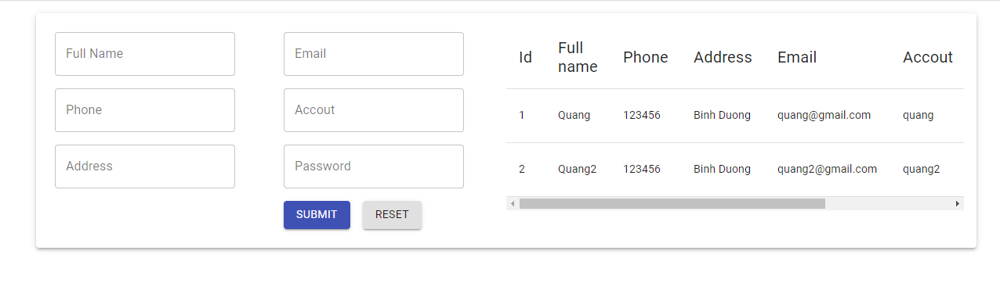 Full Name
Email
Phone
Accout
Address
Password
SUBMIT RESET
Id Full name Phone Address Email Accout
1 Quang 123456 Binh Duong quang@gmail.com quang
2 Quang2 123456 Binh Duong quang2@gmail.com quang2